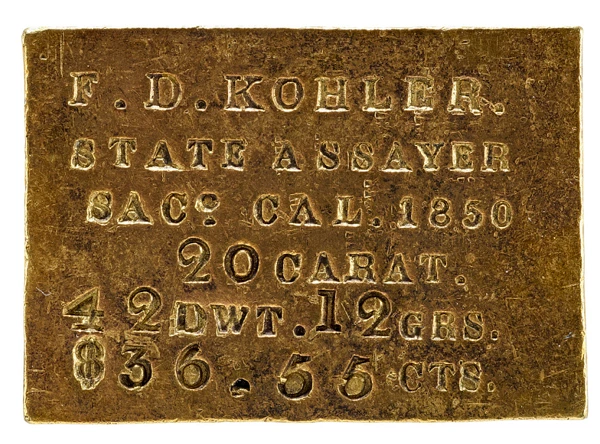 F. D. KOHLER.
STATE ASSAYER
SACº. CAL. 1850
20 CARAT.
42 DWT. 12 GRS.
$36.55 CTS.